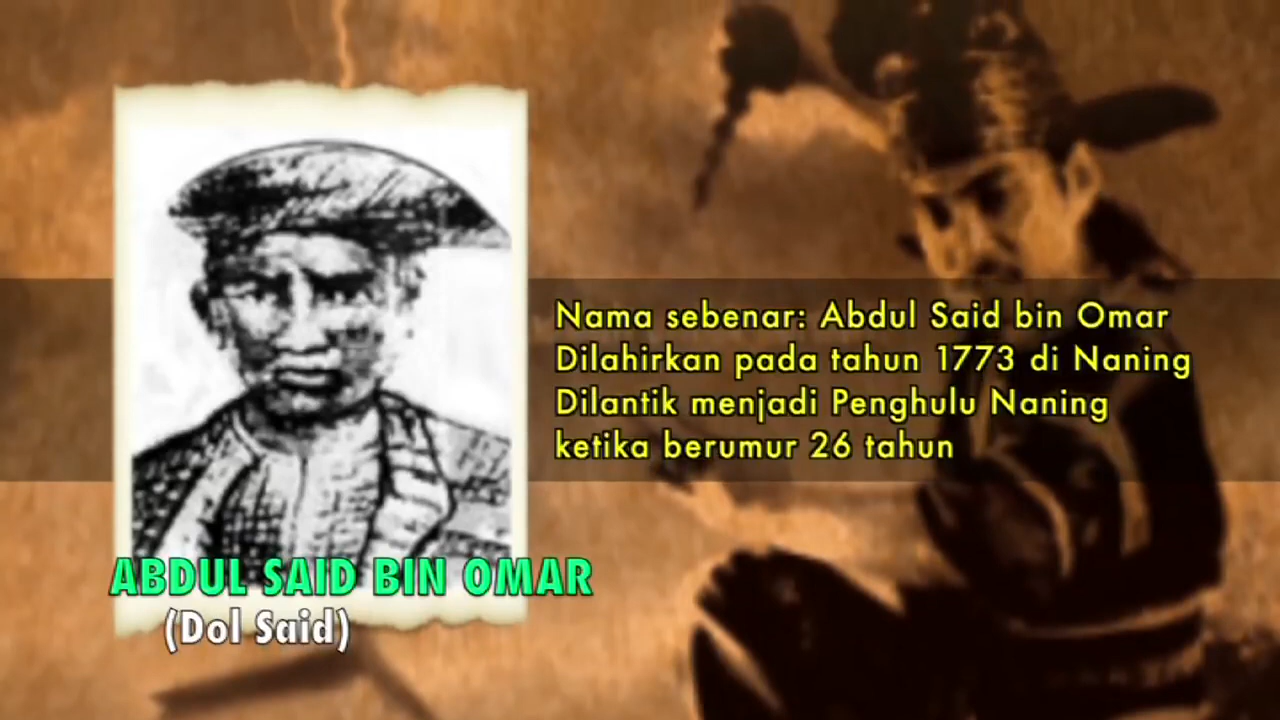 Nama sebenar: Abdul Said bin Omar
Dilahirkan pada tahun 1773 di Naning
Dilantik menjadi Penghulu Naning
ketika berumur 26 tahun
ABDUL SAID BIN OMAR
(Dol Said)